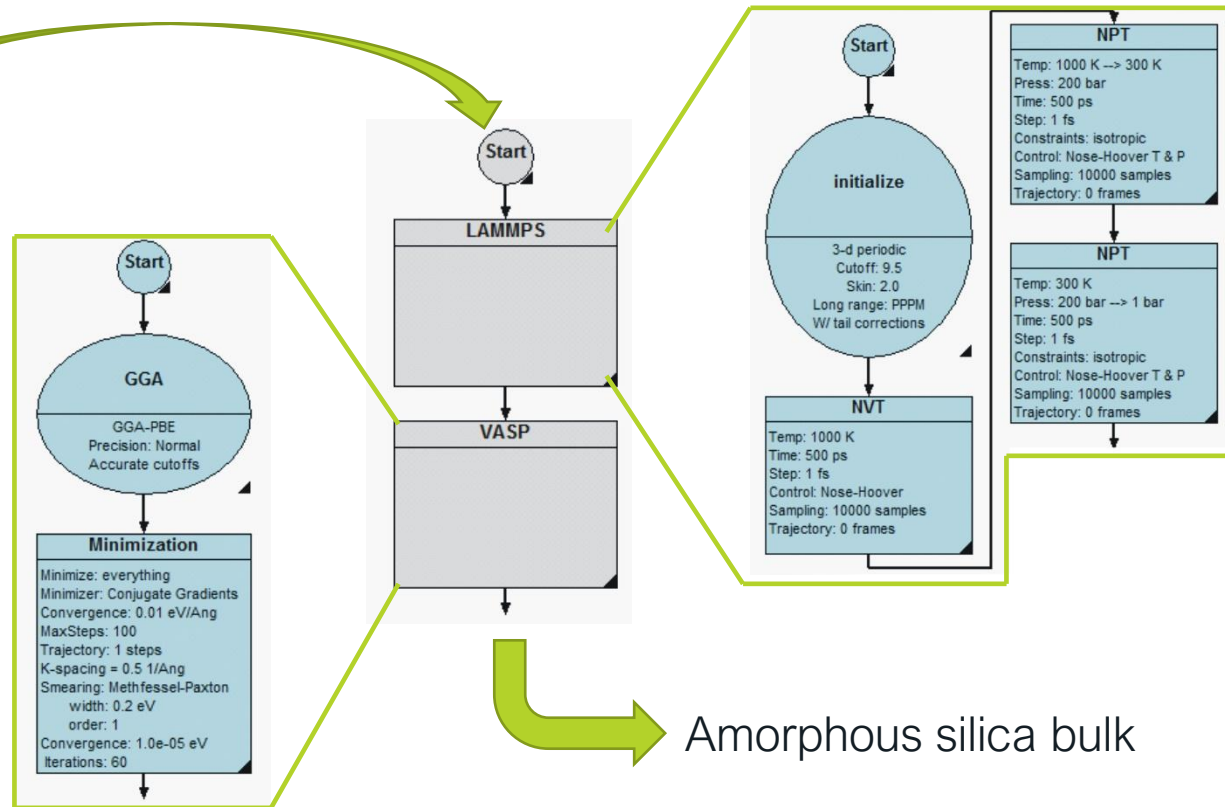 Start
LAMMPS
VASP
Start
GGA
GGA-PBE
Precision: Normal
Accurate cutoffs
Minimization
Minimize: everything
Minimizer: Conjugate Gradients
Convergence: 0.01 eV/Ang
MaxSteps: 100
Trajectory: 1 steps
K-spacing = 0.5 1/Ang
Smearing: Methfessel-Paxton
width: 0.2 eV
order: 1
Convergence: 1.0e-05 eV
Iterations: 60
Start
initialize
3-d periodic
Cutoff: 9.5
Skin: 2.0
Long range: PPPM
W/ tail corrections
NVT
Temp: 1000 K
Time: 500 ps
Step: 1 fs
Control: Nose-Hoover
Sampling: 10000 samples
Trajectory: 0 frames
NPT
Temp: 1000 K --> 300 K
Press: 200 bar
Time: 500 ps
Step: 1 fs
Constraints: isotropic
Control: Nose-Hoover T & P
Sampling: 10000 samples
Trajectory: 0 frames
NPT
Temp: 300 K
Press: 200 bar --> 1 bar
Time: 500 ps
Step: 1 fs
Constraints: isotropic
Control: Nose-Hoover T & P
Sampling: 10000 samples
Trajectory: 0 frames
Amorphous silica bulk